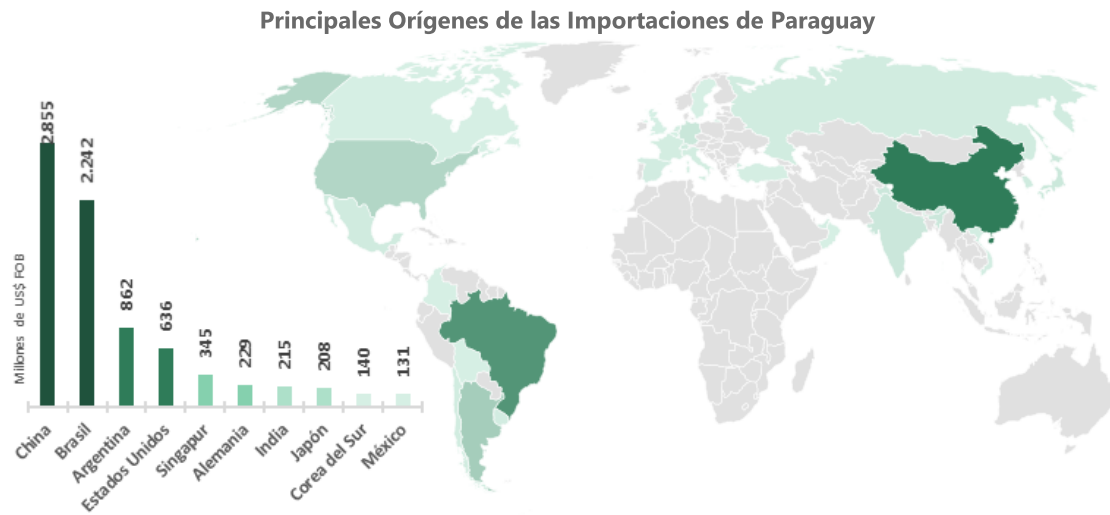 Principales Orígenes de las Importaciones de Paraguay
Millones de US$ FOB
2.855
2.242
862
636
345
229
215
208
140
131
China
Brasil
Argentina
Estados Unidos
Singapur
Alemania
India
Japón
Corea del Sur
México